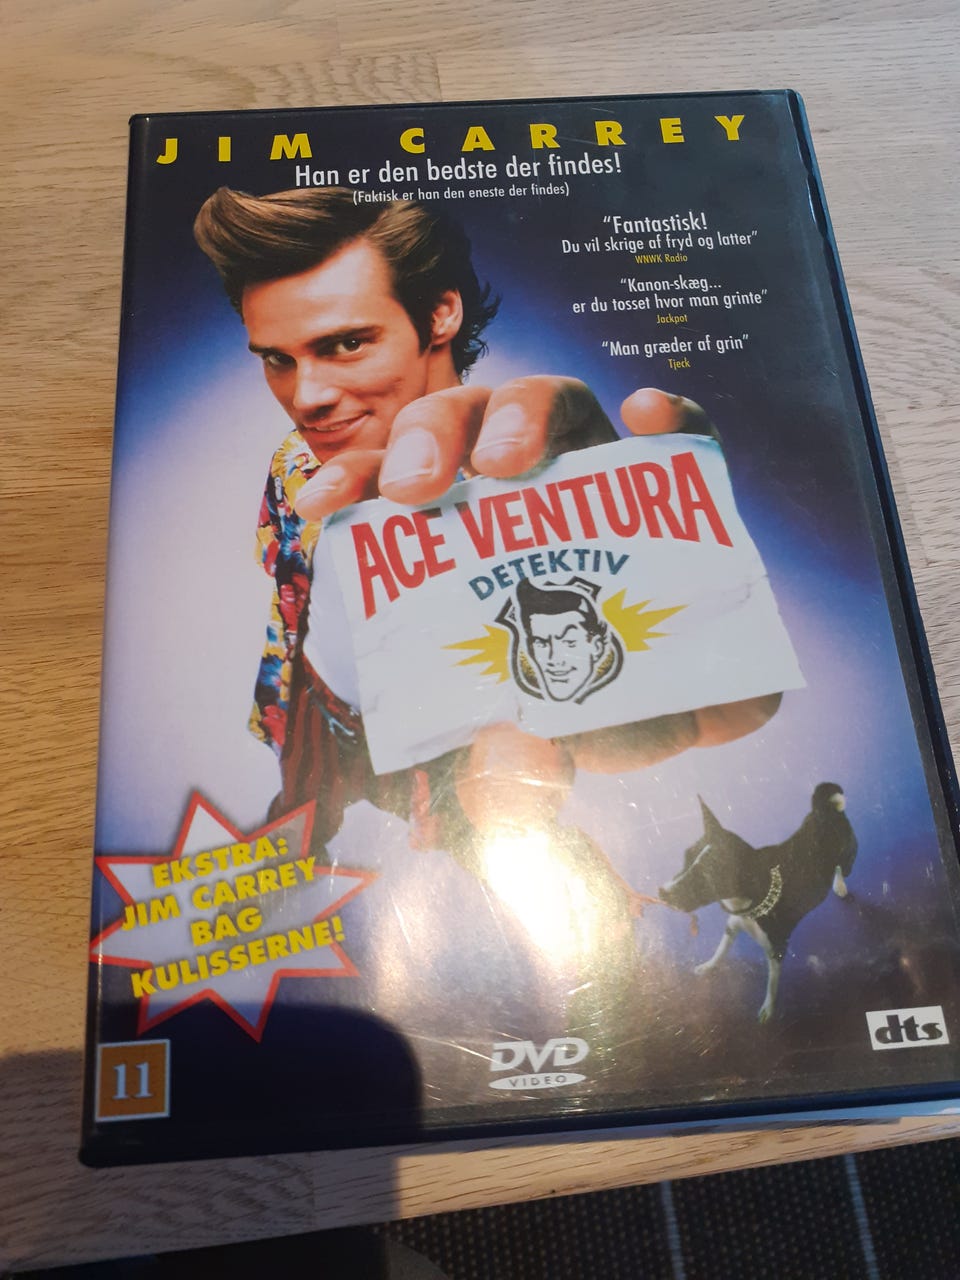 JIM CARREY
Han er den bedste der findes!
(Faktisk er han den eneste der findes)
"Fantastisk!
Du vil skrige af fryd og latter"
WNWK Radio
"Kanon-skæg...
er du tosset hvor man grinte"
Jackpot
"Man græder af grin"
Tjeck
ACE VENTURA
DETEKTIV
EKSTRA:
JIM CARREY
BAG
KULISSERNE!
11
DVD
VIDEO
dts